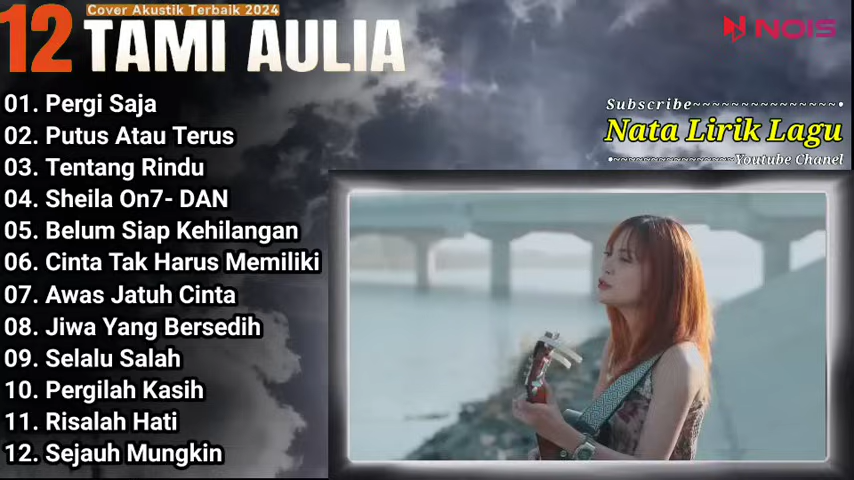 Cover Akustik Terbaik 2024
12 TAMI AULIA
NOIS
01. Pergi Saja
02. Putus Atau Terus
03. Tentang Rindu
04. Sheila On7- DAN
05. Belum Siap Kehilangan
06. Cinta Tak Harus Memiliki
07. Awas Jatuh Cinta
08. Jiwa Yang Bersedih
09. Selalu Salah
10. Pergilah Kasih
11. Risalah Hati
12. Sejauh Mungkin
Subscribe~~~~~~~~~~~~~~~•
Nata Lirik Lagu
•~~~~~~~~~~~~~~~Youtube Chanel